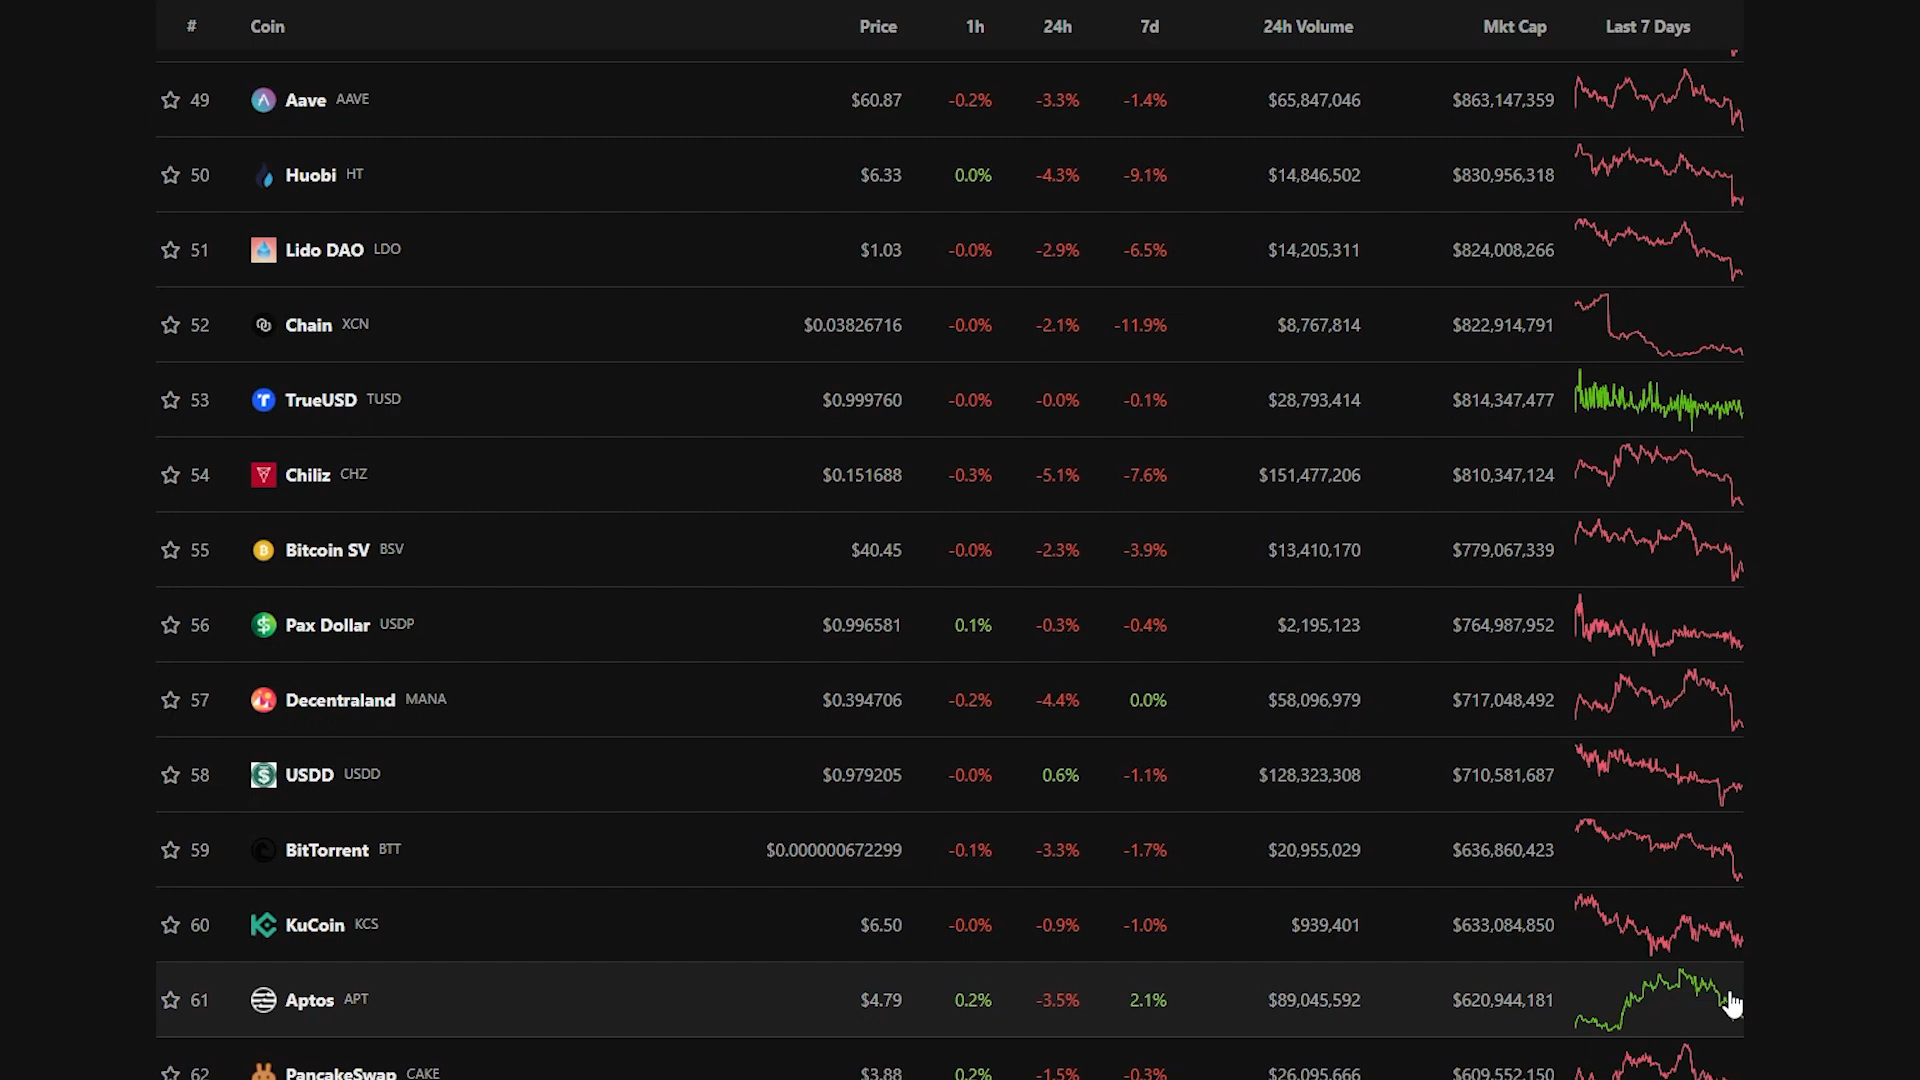 # Coin Price 1h 24h 7d 24h Volume Mkt Cap Last 7 Days
49 Aave AAVE $60.87 -0.2% -3.3% -1.4% $65,847,046 $863,147,359
50 Huobi HT $6.33 0.0% -4.3% -9.1% $14,846,502 $830,956,318
51 Lido DAO LDO $1.03 -0.0% -2.9% -6.5% $14,205,311 $824,008,266
52 Chain XCN $0.03826716 -0.0% -2.1% -11.9% $8,767,814 $822,914,791
53 TrueUSD TUSD $0.999760 -0.0% -0.0% -0.1% $28,793,414 $814,347,477
54 Chiliz CHZ $0.151688 -0.3% -5.1% -7.6% $151,477,206 $810,347,124
55 Bitcoin SV BSV $40.45 -0.0% -2.3% -3.9% $13,410,170 $779,067,339
56 Pax Dollar USDP $0.996581 0.1% -0.3% -0.4% $2,195,123 $764,987,952
57 Decentraland MANA $0.394706 -0.2% -4.4% 0.0% $58,096,979 $717,048,492
58 USDD USDD $0.979205 -0.0% 0.6% -1.1% $128,323,308 $710,581,687
59 BitTorrent BTT $0.000000672299 -0.1% -3.3% -1.7% $20,955,029 $636,860,423
60 KuCoin KCS $6.50 -0.0% -0.9% -1.0% $939,401 $633,084,850
61 Aptos APT $4.79 0.2% -3.5% 2.1% $89,045,592 $620,944,181
62 PancakeSwap CAKE $3.88 0.2% -1.5% -0.3% $26,095,666 $609,552,150